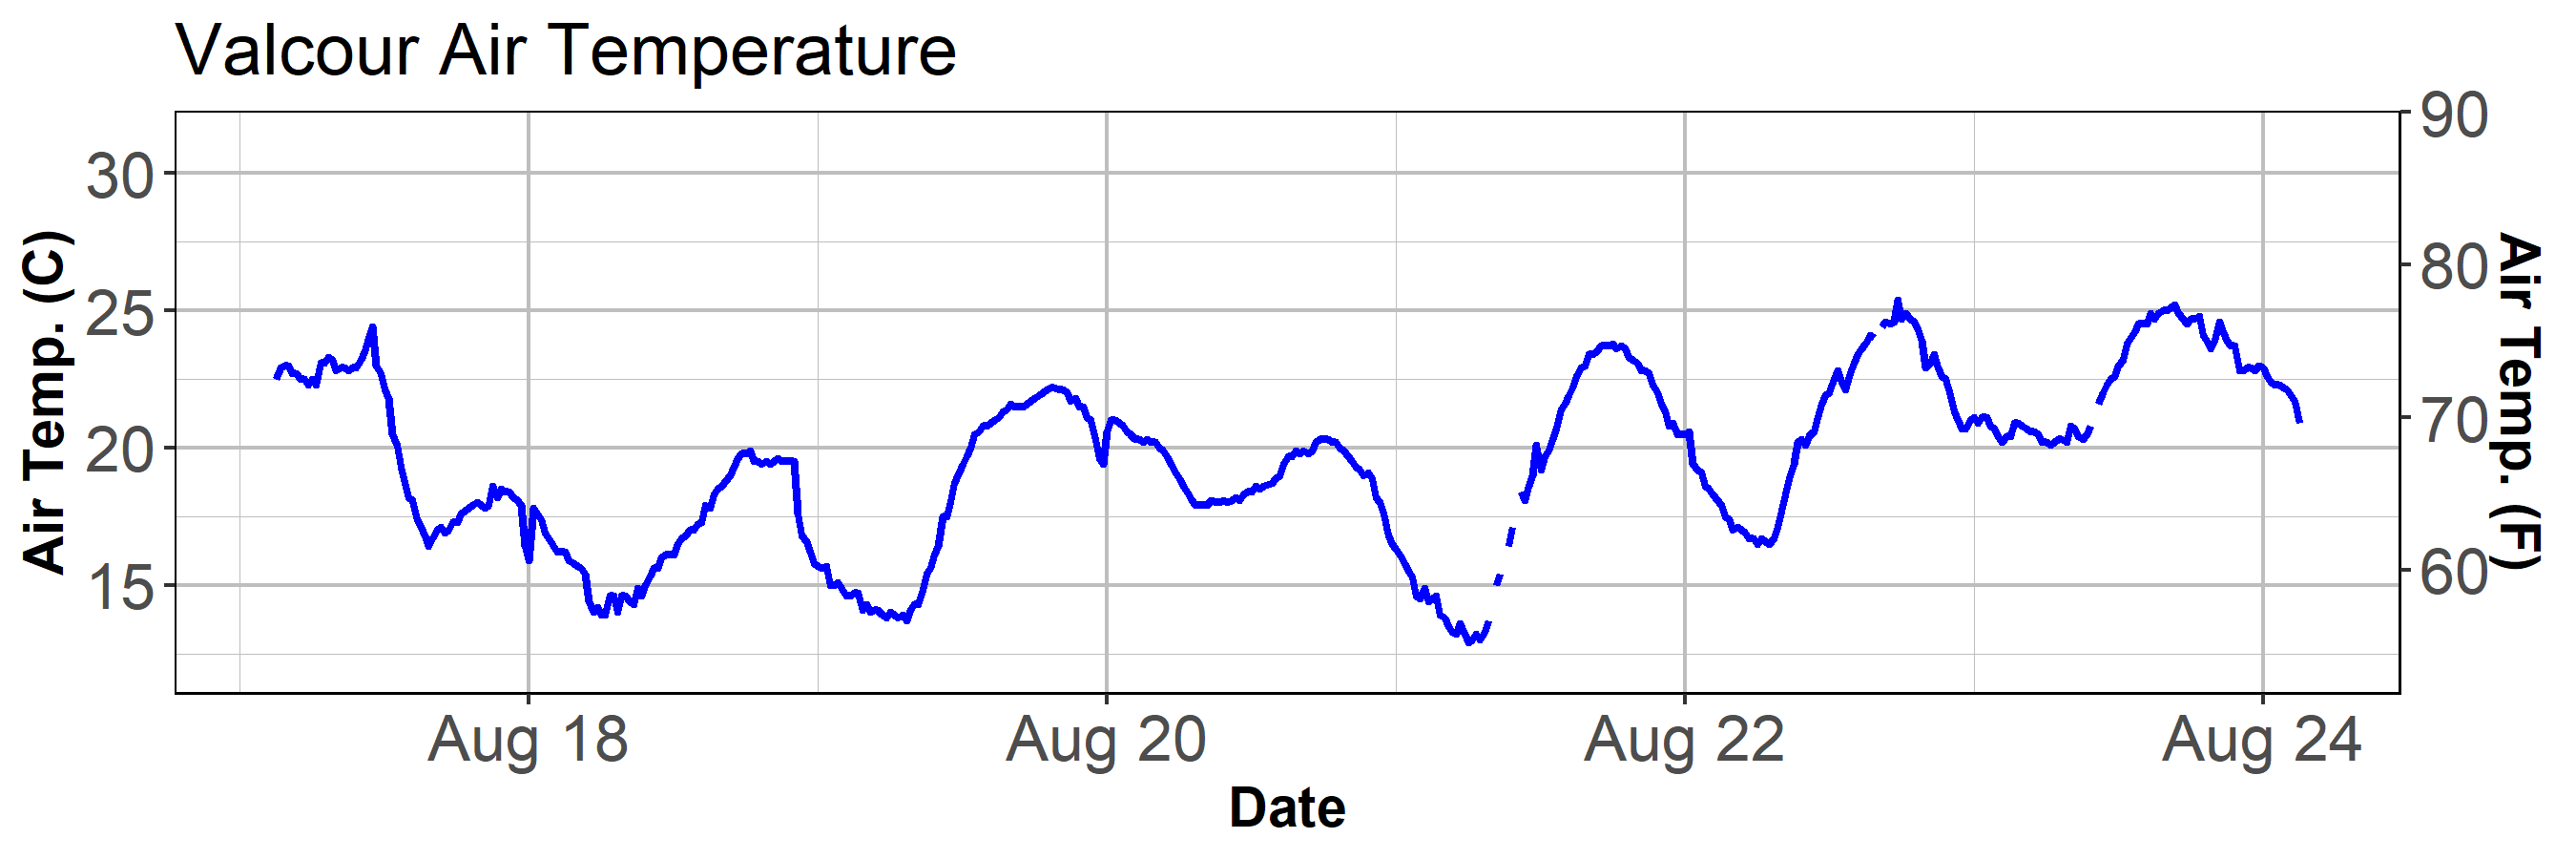 Valcour Air Temperature
Air Temp. (C)
30
25
20
15
90
80
70
60
Air Temp. (F)
Aug 18 Aug 20 Aug 22 Aug 24
Date